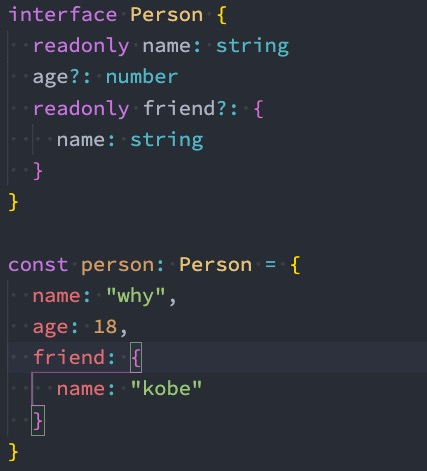 interface Person {
  readonly name: string
  age?: number
  readonly friend?: {
    name: string
  }
}

const person: Person = {
  name: "why",
  age: 18,
  friend: {
    name: "kobe"
  }
}